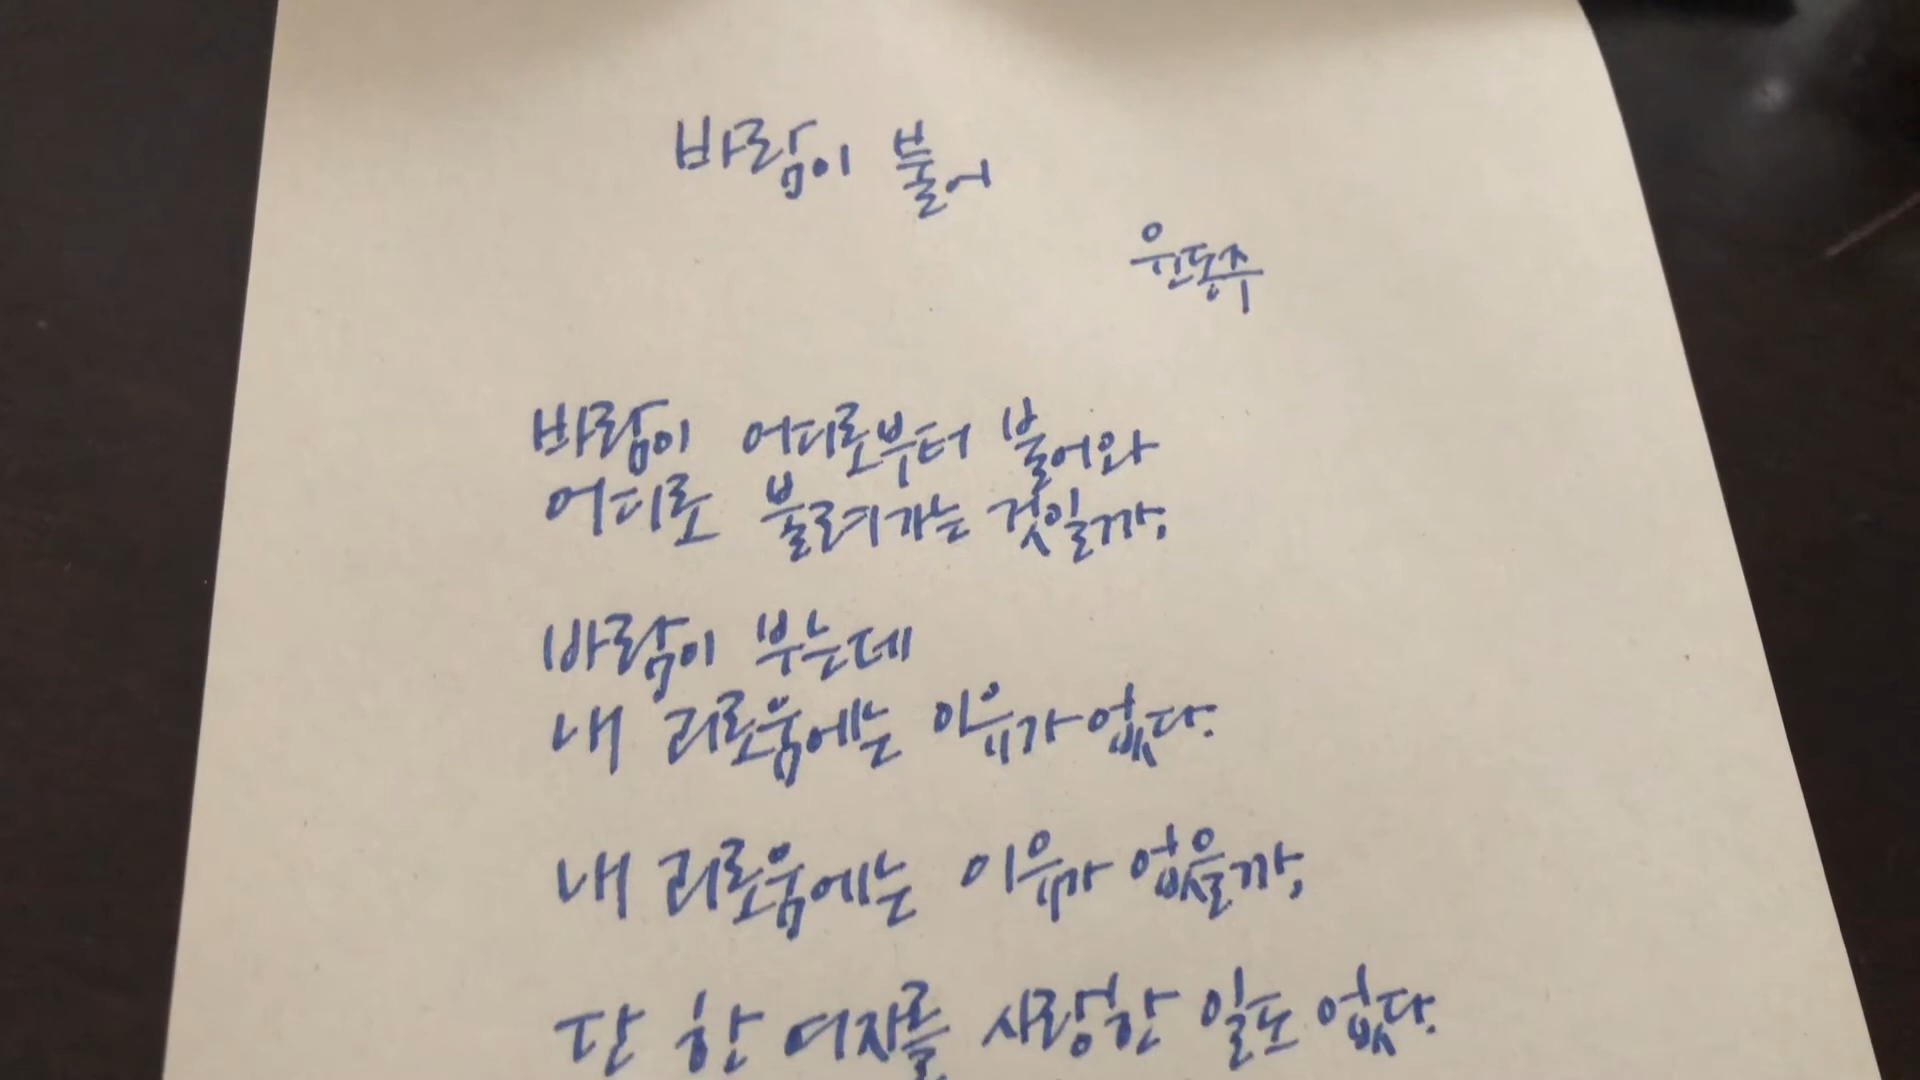 바람이 불어
윤동주
바람이 어디로부터 불어와
어디로 불려가는 것일까,
바람이 부는데
내 괴로움에는 이유가 없다.
내 괴로움에는 이유가 없을까,
단 한 여자를 사랑한 일도 없다.